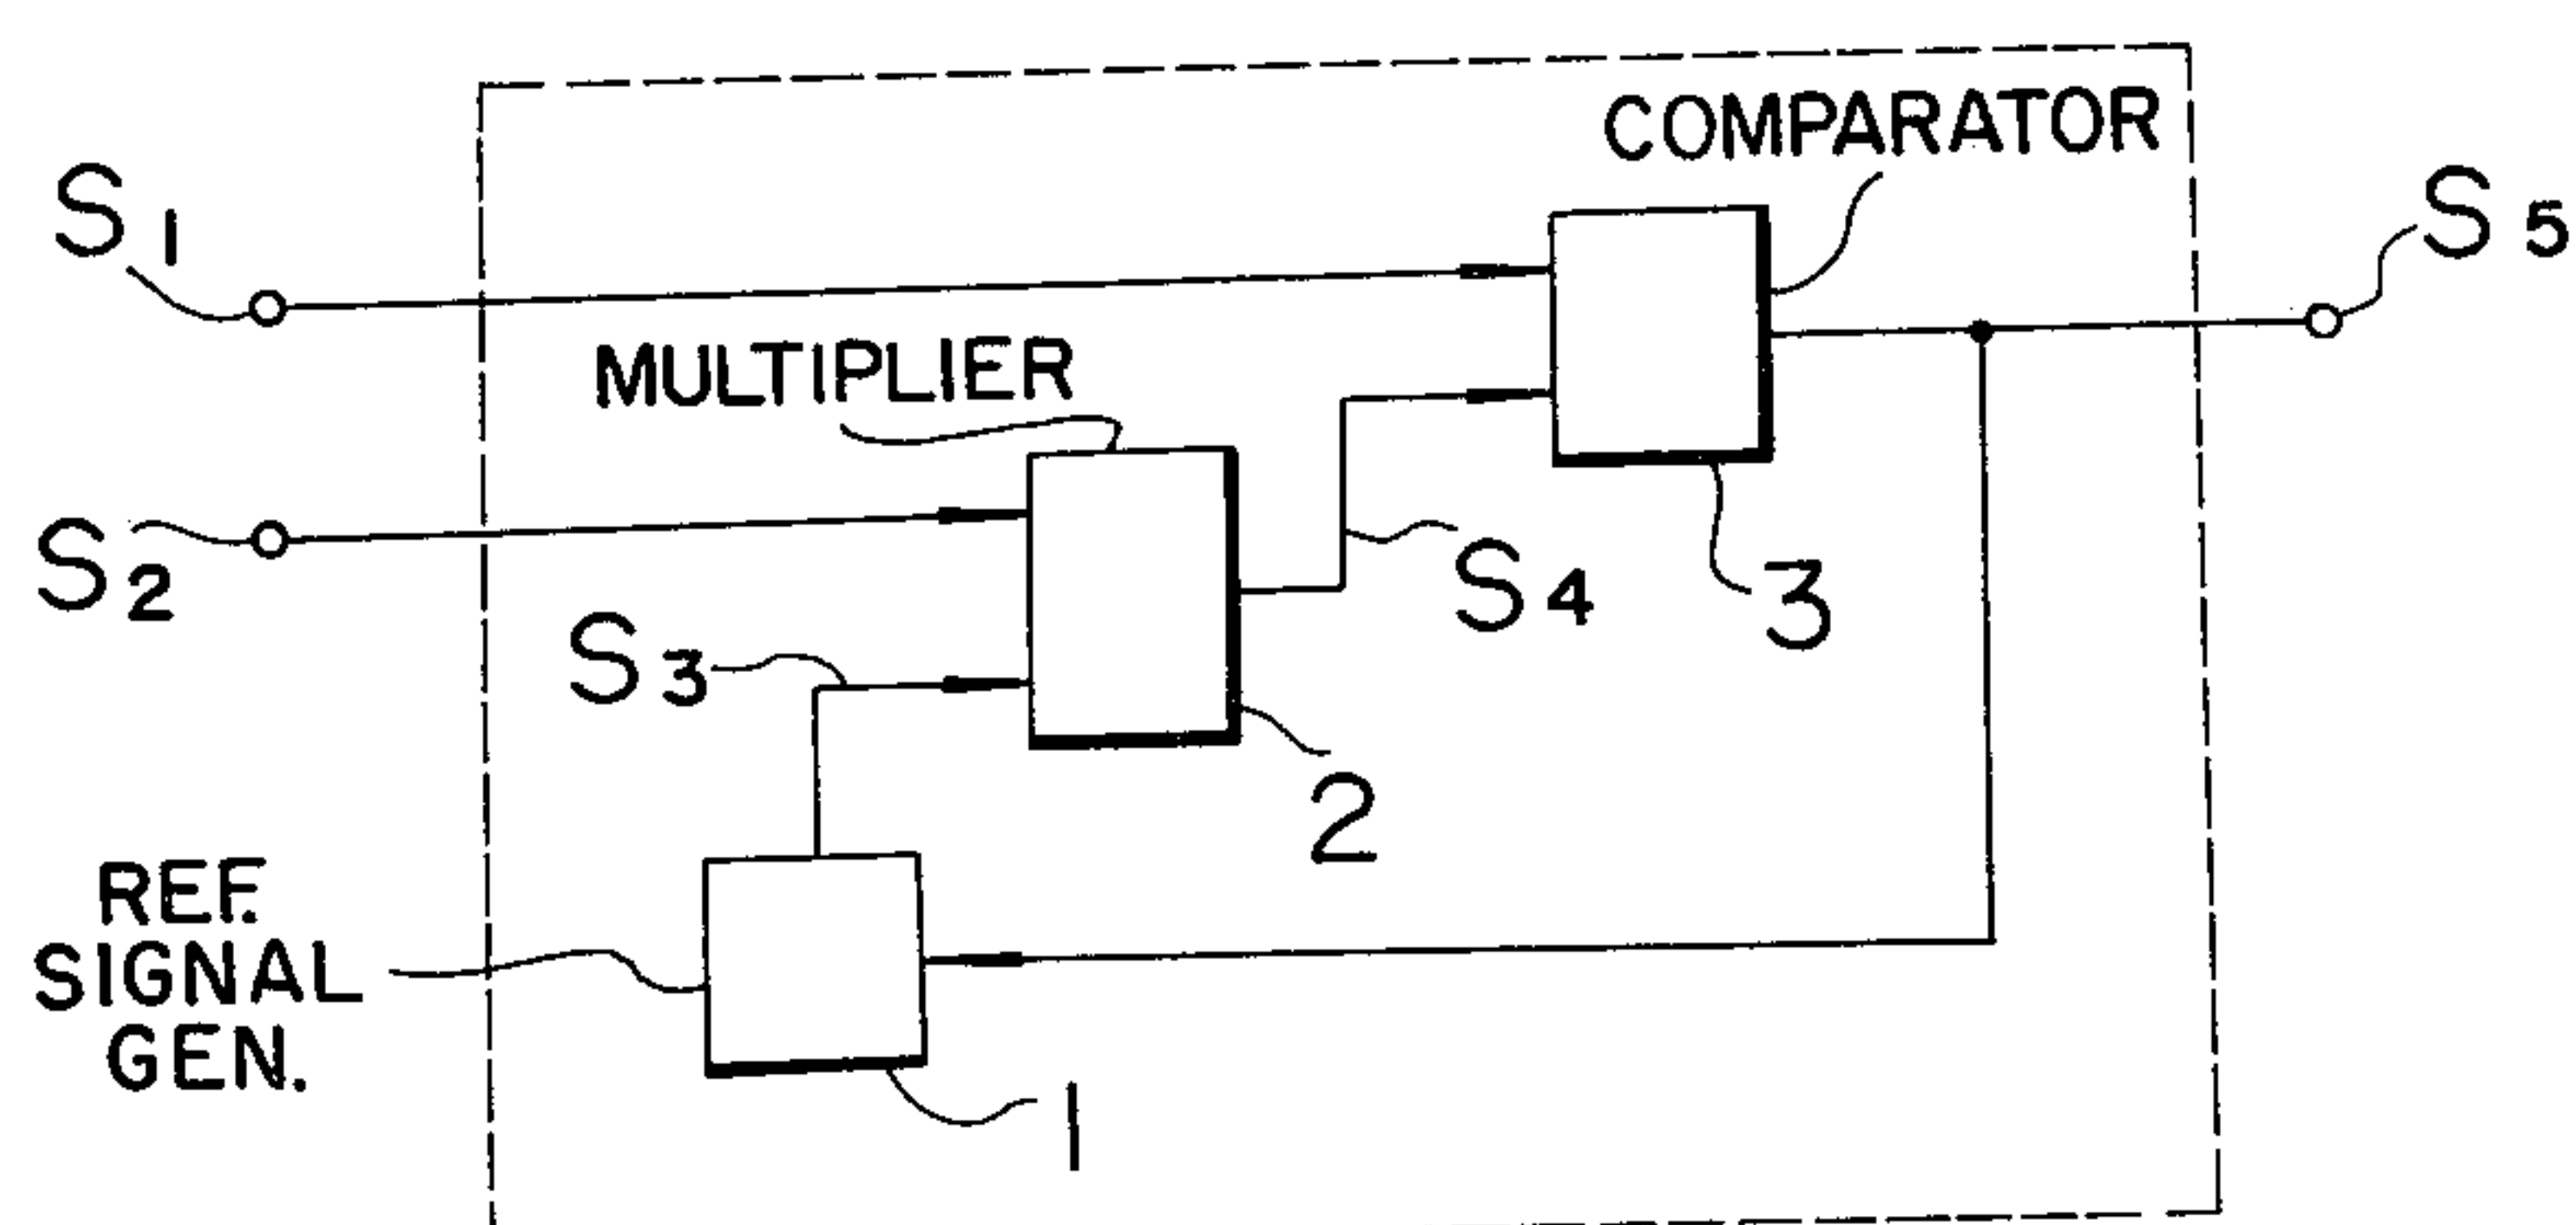 COMPARATOR
S1
S5
MULTIPLIER
S2
S4
3
S3
2
REF.
SIGNAL
GEN.
1